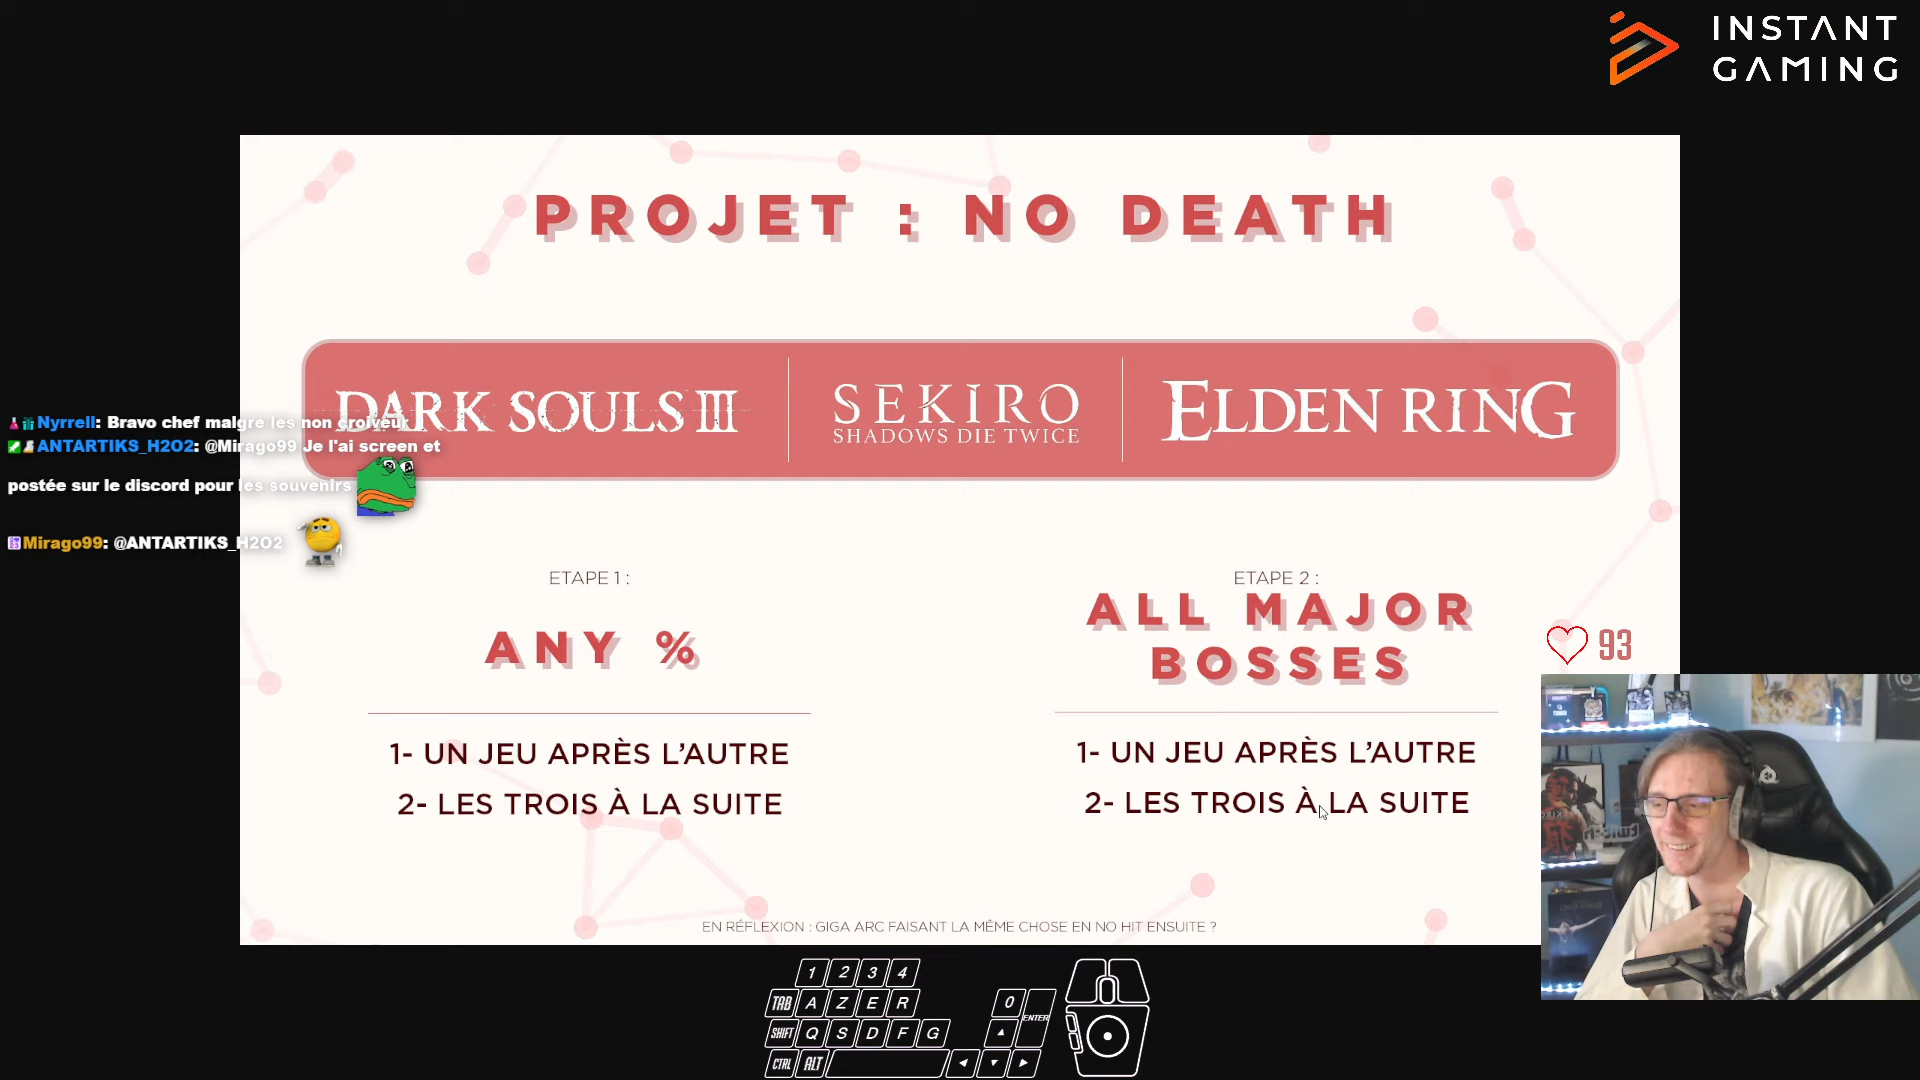 INSTANT
GAMING
PROJET : NO DEATH
DARK SOULS III
SEKIRO
SHADOWS DIE TWICE
ELDEN RING
Nyrrell: Bravo chef malgré les non croiveur
ANTARTIKS_H2O2: @Mirago99 Je l'ai screen et
postée sur le discord pour les souvenirs
Mirago99: @ANTARTIKS_H2O2
ETAPE 1 :
ANY %
1- UN JEU APRÈS L'AUTRE
2- LES TROIS À LA SUITE
ETAPE 2 :
ALL MAJOR
BOSSES
1- UN JEU APRÈS L'AUTRE
2- LES TROIS À LA SUITE
93
EN RÉFLEXION : GIGA ARC FAISANT LA MÊME CHOSE EN NO HIT ENSUITE ?
1 2 3 4
TAB A Z E R 0 ENTER
SHIFT Q S D F G
CTRL ALT